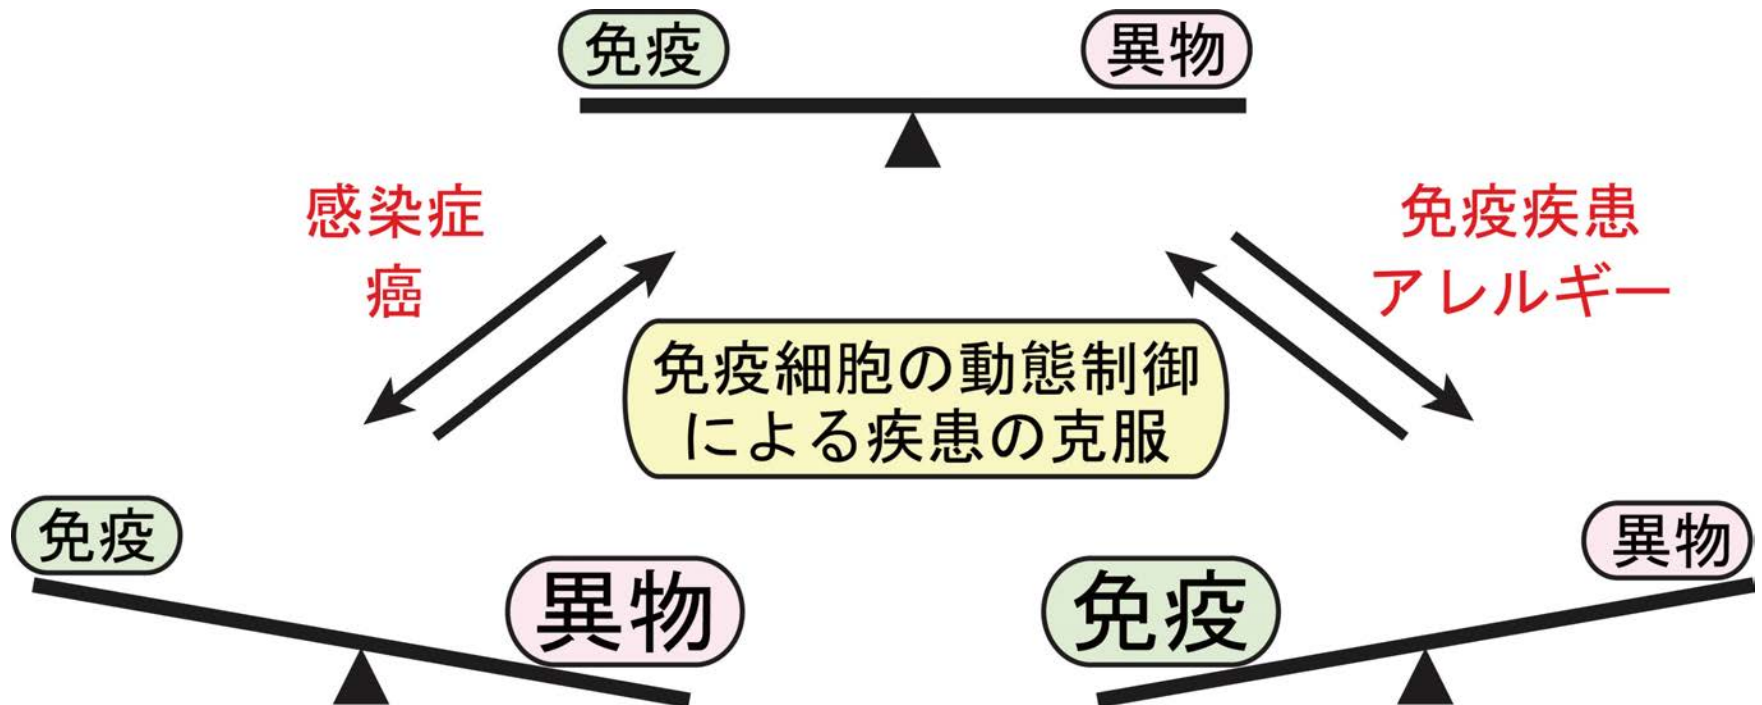 免疫
異物
感染症
癌
免疫疾患
アレルギー
免疫細胞の動態制御
による疾患の克服
免疫
異物
免疫
異物